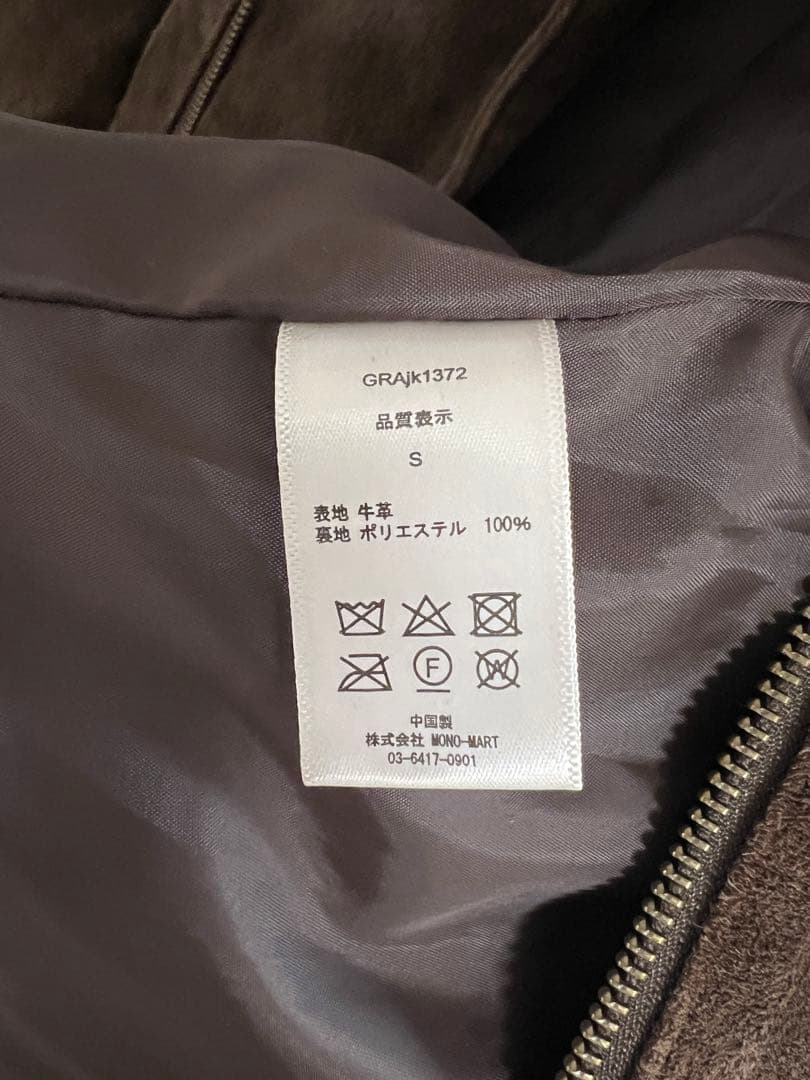 GRAjk1372
品質表示
S
表地 牛革
裏地 ポリエステル 100%
F
W
中国製
株式会社 MONO-MART
03-6417-0901